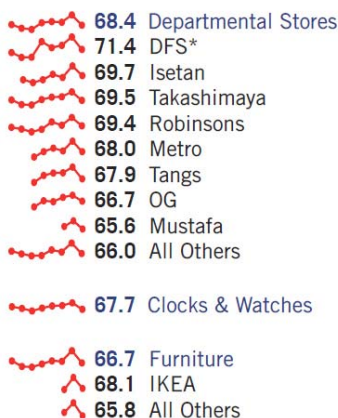 68.4 Departmental Stores
71.4 DFS*
69.7 Isetan
69.5 Takashimaya
69.4 Robinsons
68.0 Metro
67.9 Tangs
66.7 OG
65.6 Mustafa
66.0 All Others
67.7 Clocks & Watches
66.7 Furniture
68.1 IKEA
65.8 All Others